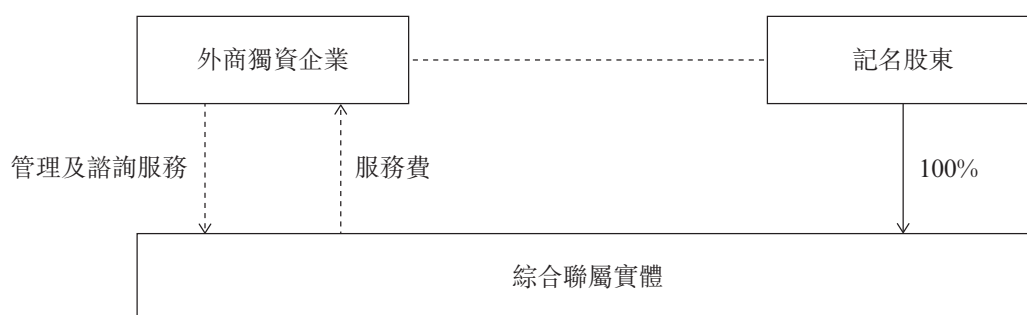 外商獨資企業
記名股東
管理及諮詢服務
服務費
100%
綜合聯屬實體